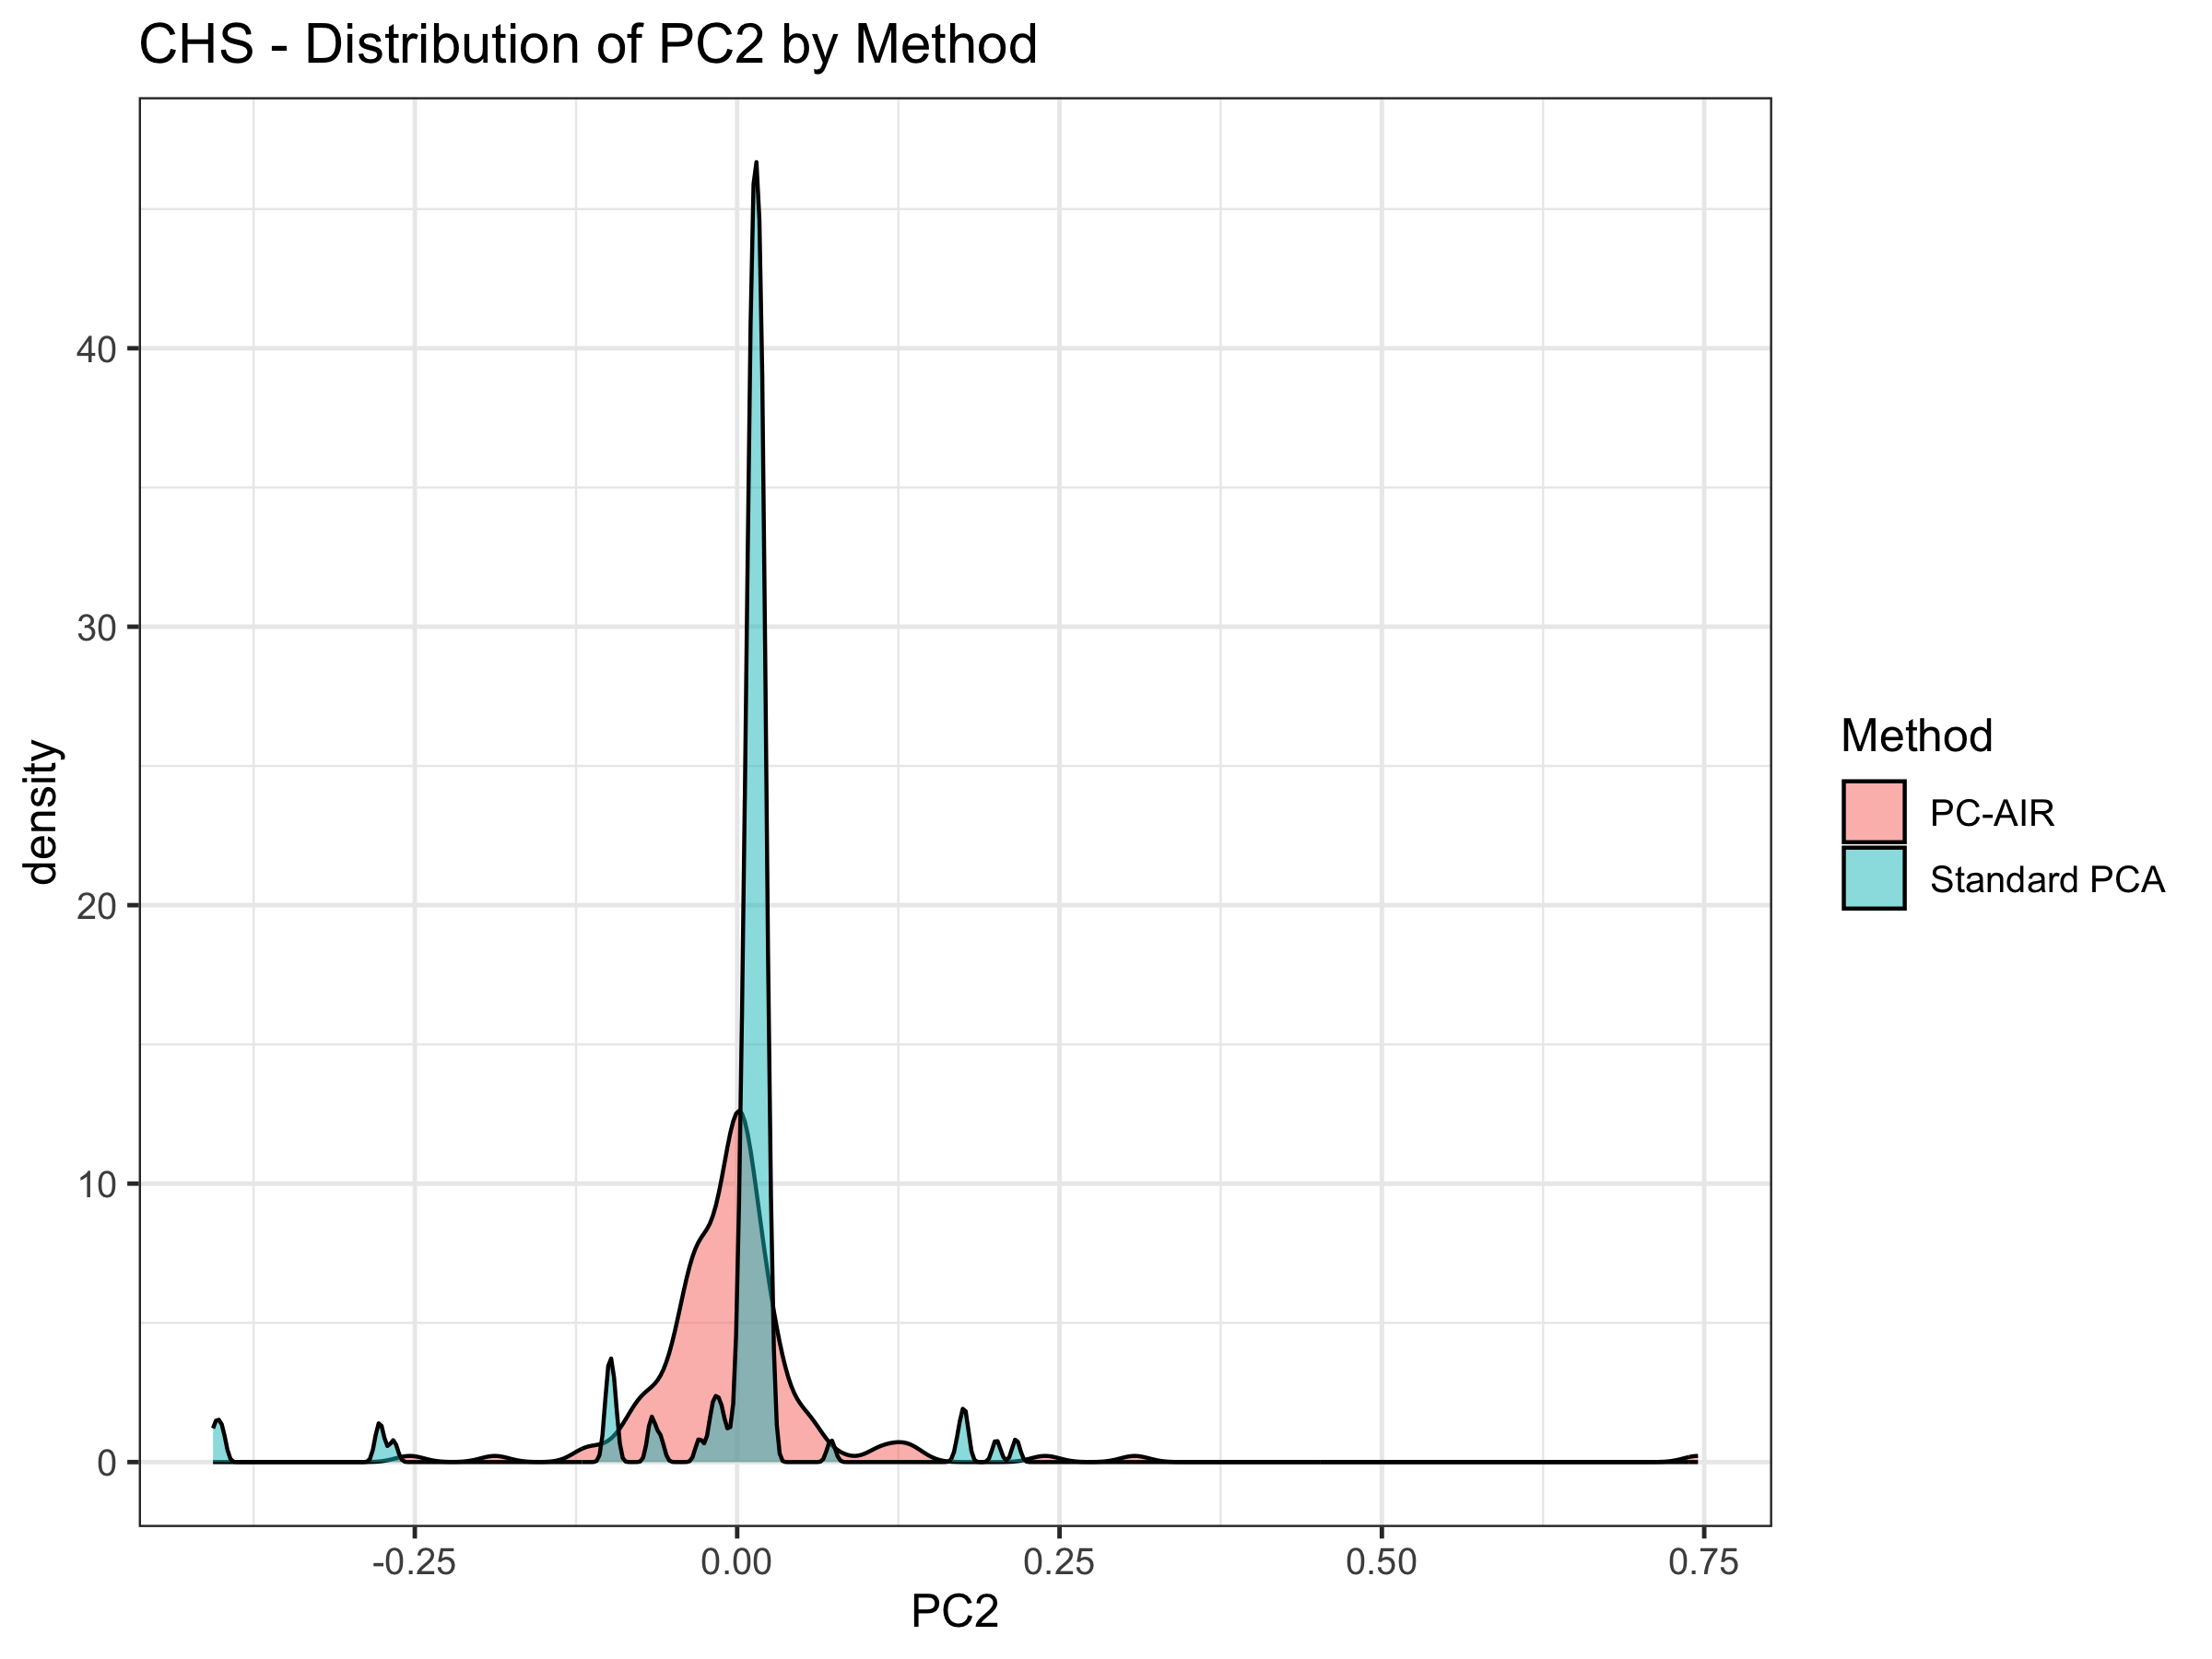 CHS - Distribution of PC2 by Method
density
40
30
20
10
0
-0.25
0.00
0.25
0.50
0.75
PC2
Method
PC-AIR
Standard PCA